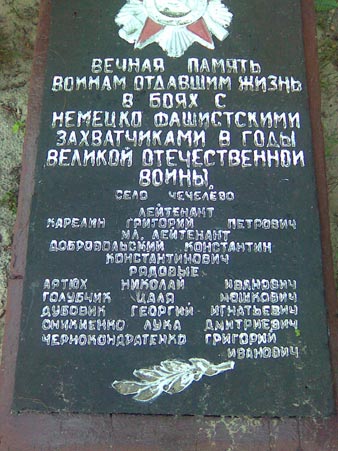 ВЕЧНАЯ ПАМЯТЬ
ВОИНАМ ОТДАВШИМ ЖИЗНЬ
В БОЯХ С
НЕМЕЦКО ФАШИСТСКИМИ
ЗАХВАТЧИКАМИ В ГОДЫ
ВЕЛИКОЙ ОТЕЧЕСТВЕННОЙ
ВОЙНЫ.
СЕЛО ЧЕЧЕЛЕВО
ЛЕЙТЕНАНТ
КАРЕЛИН ГРИГОРИЙ ПЕТРОВИЧ
МЛ. ЛЕЙТЕНАНТ
ДОБРОВОЛЬСКИЙ КОНСТАНТИН
КОНСТАНТИНОВИЧ
РЯДОВЫЕ
АРТЮХ НИКОЛАЙ ИВАНОВИЧ
ГОЛУБЧИК ЦАЛЯ МОШКОВИЧ
ДУБОВИК ГЕОРГИЙ ИГНАТЬЕВИЧ
ОНИКИЕНКО ЛУКА ДМИТРИЕВИЧ
ЧЕРНОКОНДРАТЕНКО ГРИГОРИЙ
ИВАНОВИЧ